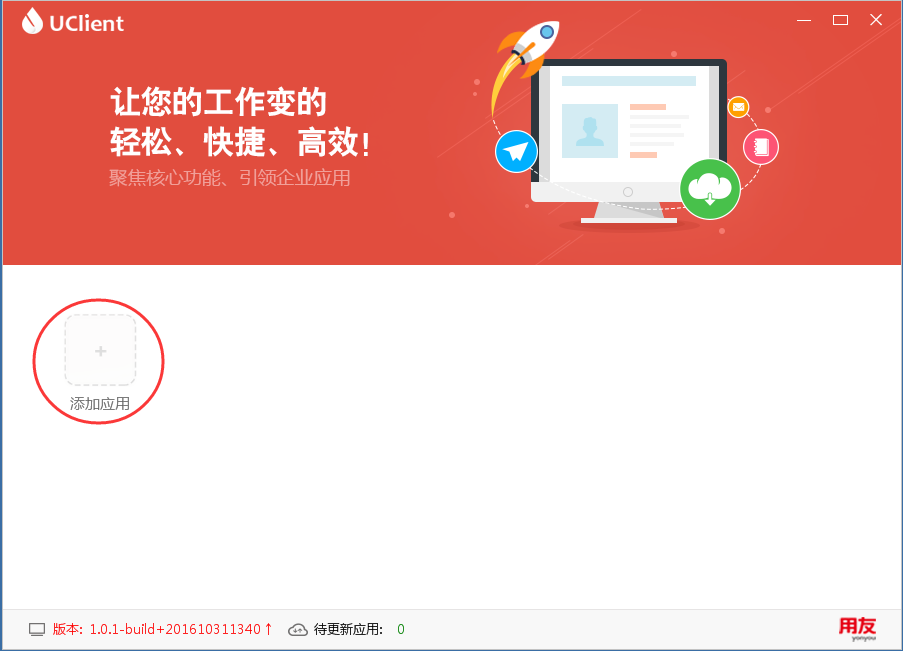 UClient
让您的工作变的
轻松、快捷、高效!
聚焦核心功能、引领企业应用
+
添加应用
版本: 1.0.1-build+201610311340↑ 待更新应用: 0
用友
yonyou